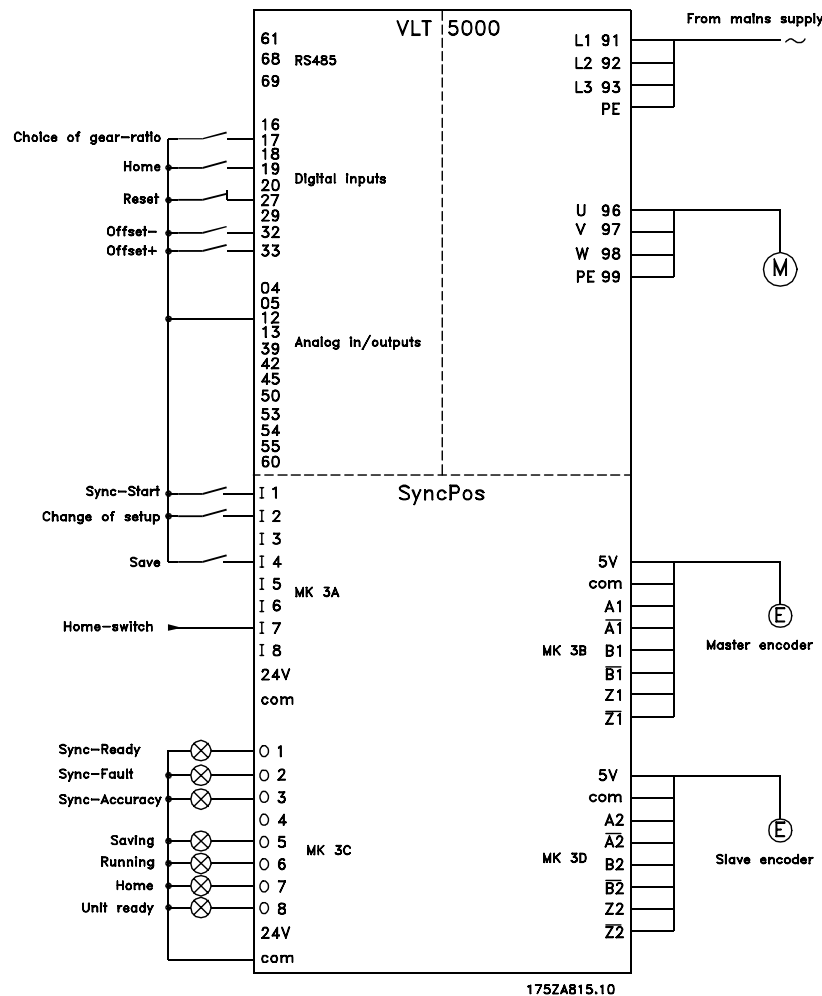 VLT 5000
From mains supply
61
68 RS485
69
L1 91
L2 92
L3 93
PE
16
Choice of gear-ratio 17
18
Home 19
20
Digital inputs
Reset 27
29
Offset- 32
Offset+ 33
U 96
V 97
W 98
PE 99
M
04
05
12
13
39
Analog in/outputs
42
45
50
53
54
55
60
SyncPos
Sync-Start I 1
Change of setup I 2
I 3
Save I 4
I 5
MK 3A
I 6
Home-switch I 7
I 8
24V
com
5V
com
A1
A̅1̅
MK 3B B1
B̅1̅
Z1
Z̅1̅
E
Master encoder
Sync-Ready O 1
Sync-Fault O 2
Sync-Accuracy O 3
O 4
Saving O 5
MK 3C
Running O 6
Home O 7
Unit ready O 8
24V
com
5V
com
A2
A̅2̅
MK 3D B2
B̅2̅
Z2
Z̅2̅
E
Slave encoder
175ZA815.10